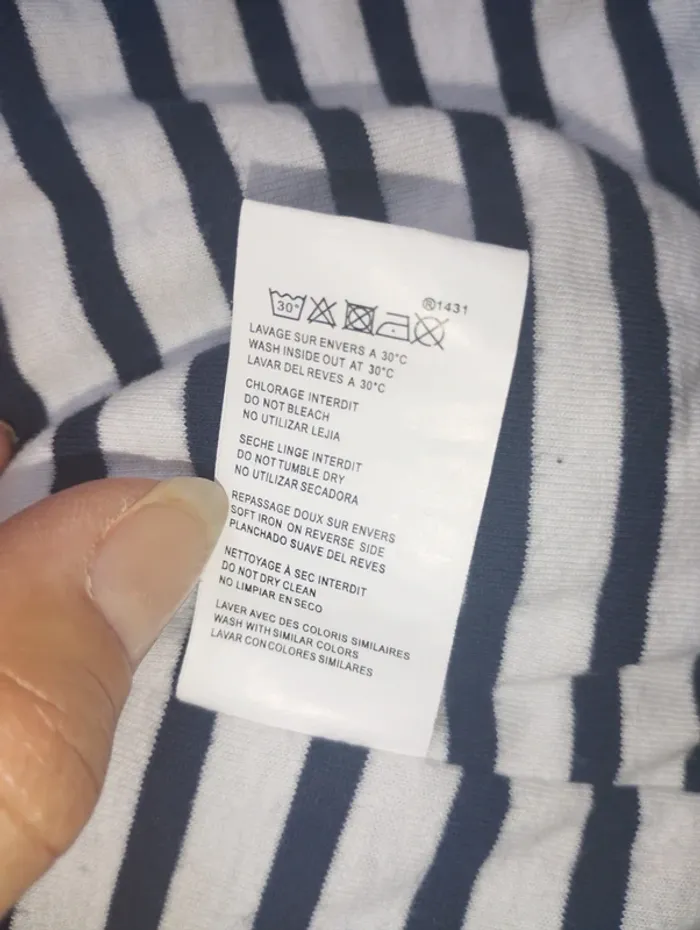 ®1431
30°
LAVAGE SUR ENVERS A 30°C
WASH INSIDE OUT AT 30°C
LAVAR DEL REVES A 30°C
CHLORAGE INTERDIT
DO NOT BLEACH
NO UTILIZAR LEJIA
SECHE LINGE INTERDIT
DO NOT TUMBLE DRY
NO UTILIZAR SECADORA
REPASSAGE DOUX SUR ENVERS
SOFT IRON ON REVERSE SIDE
PLANCHADO SUAVE DEL REVES
NETTOYAGE À SEC INTERDIT
DO NOT DRY CLEAN
NO LIMPIAR EN SECO
LAVER AVEC DES COLORIS SIMILAIRES
WASH WITH SIMILAR COLORS
LAVAR CON COLORES SIMILARES